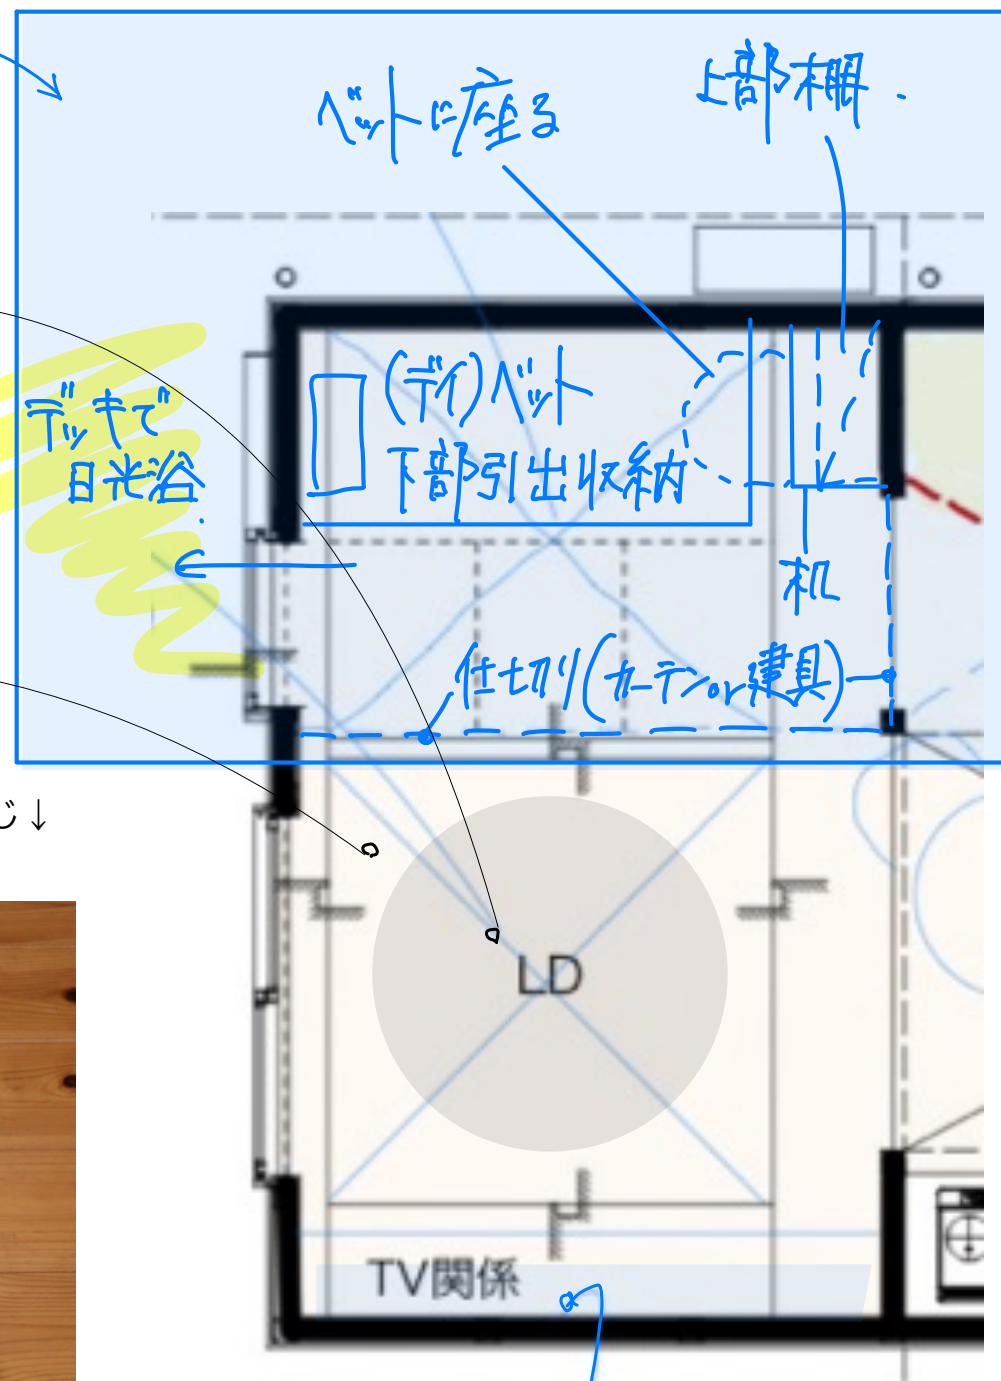 ベットに座る
上部棚.
(デイ)ベット
下部引出収納
デッキで
日光浴.
机
仕切り(カーテンor建具)
じ↓
LD
TV関係